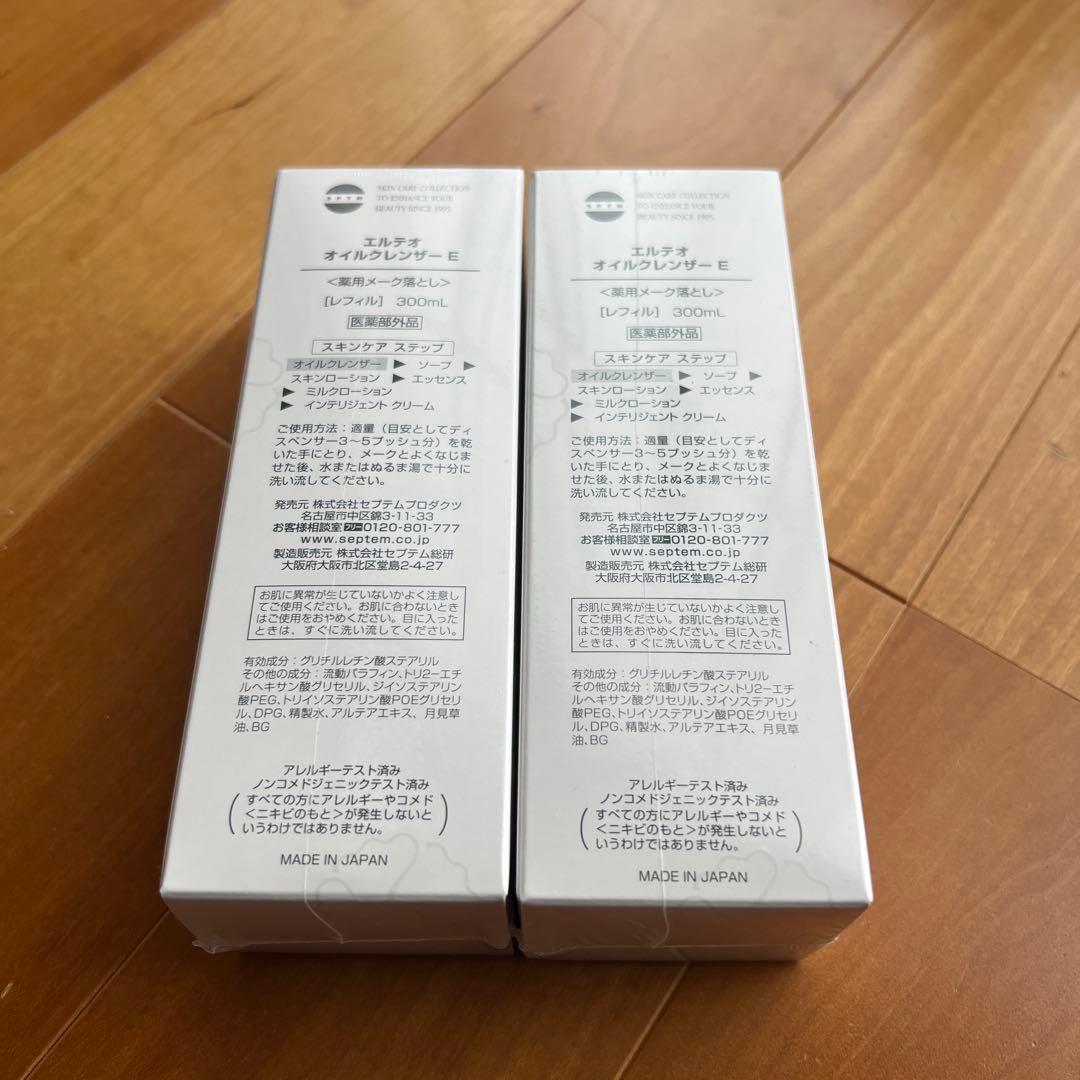 SPTM
SKIN CARE COLLECTION
TO ENHANCE YOUR
BEAUTY SINCE 1995
エルテオ
オイルクレンザー E
<薬用メーク落とし>
[レフィル] 300mL
医薬部外品
スキンケア ステップ
オイルクレンザー ▶ ソープ ▶
スキンローション ▶ エッセンス
▶ ミルクローション
▶ インテリジェント クリーム
ご使用方法：適量（目安としてディ
スペンサー3〜5プッシュ分）を乾
いた手にとり、メークとよくなじま
せた後、水またはぬるま湯で十分に
洗い流してください。
発売元 株式会社セプテムプロダクツ
名古屋市中区錦3-11-33
お客様相談室 フリー 0120-801-777
www.septem.co.jp
製造販売元 株式会社セプテム総研
大阪府大阪市北区堂島2-4-27
お肌に異常が生じていないかよく注意し
てご使用ください。お肌に合わないとき
はご使用をおやめください。目に入った
ときは、すぐに洗い流してください。
有効成分：グリチルレチン酸ステアリル
その他の成分：流動パラフィン、トリ2-エチ
ルヘキサン酸グリセリル、ジイソステアリン
酸PEG、トリイソステアリン酸POEグリセリ
ル、DPG、精製水、アルテアエキス、月見草
油、BG
アレルギーテスト済み
ノンコメドジェニックテスト済み
（すべての方にアレルギーやコメド
<ニキビのもと>が発生しないと
いうわけではありません。）
MADE IN JAPAN
SPTM
SKIN CARE COLLECTION
TO ENHANCE YOUR
BEAUTY SINCE 1995
エルテオ
オイルクレンザー E
<薬用メーク落とし>
[レフィル] 300mL
医薬部外品
スキンケア ステップ
オイルクレンザー ▶ ソープ ▶
スキンローション ▶ エッセンス
▶ ミルクローション
▶ インテリジェント クリーム
ご使用方法：適量（目安としてディ
スペンサー3〜5プッシュ分）を乾
いた手にとり、メークとよくなじま
せた後、水またはぬるま湯で十分に
洗い流してください。
発売元 株式会社セプテムプロダクツ
名古屋市中区錦3-11-33
お客様相談室 フリー 0120-801-777
www.septem.co.jp
製造販売元 株式会社セプテム総研
大阪府大阪市北区堂島2-4-27
お肌に異常が生じていないかよく注意し
てご使用ください。お肌に合わないとき
はご使用をおやめください。目に入った
ときは、すぐに洗い流してください。
有効成分：グリチルレチン酸ステアリル
その他の成分：流動パラフィン、トリ2-エチ
ルヘキサン酸グリセリル、ジイソステアリン
酸PEG、トリイソステアリン酸POEグリセリ
ル、DPG、精製水、アルテアエキス、月見草
油、BG
アレルギーテスト済み
ノンコメドジェニックテスト済み
（すべての方にアレルギーやコメド
<ニキビのもと>が発生しないと
いうわけではありません。）
MADE IN JAPAN